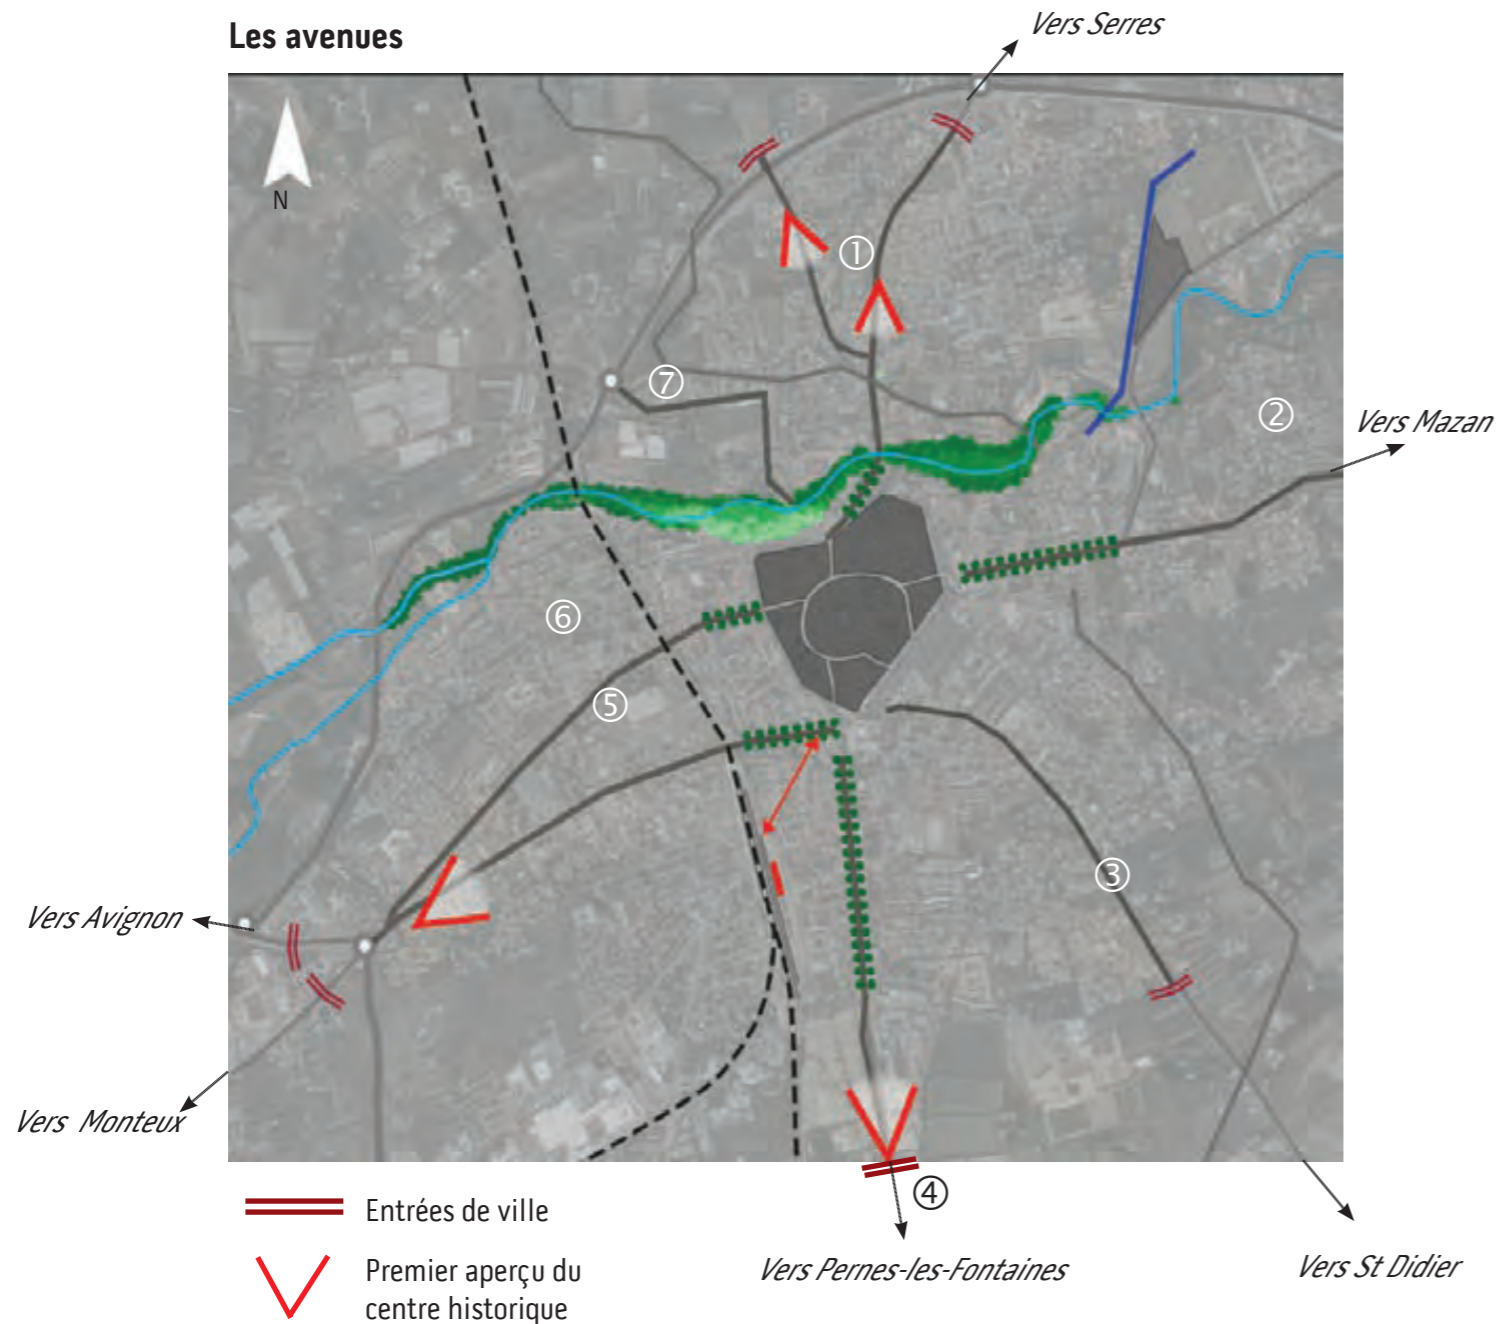 Les avenues
Vers Serres
N
①
⑦
②
Vers Mazan
⑥
⑤
③
Vers Avignon
Vers Monteux
④
Entrées de ville
Vers Pernes-les-Fontaines
Vers St Didier
Premier aperçu du
centre historique